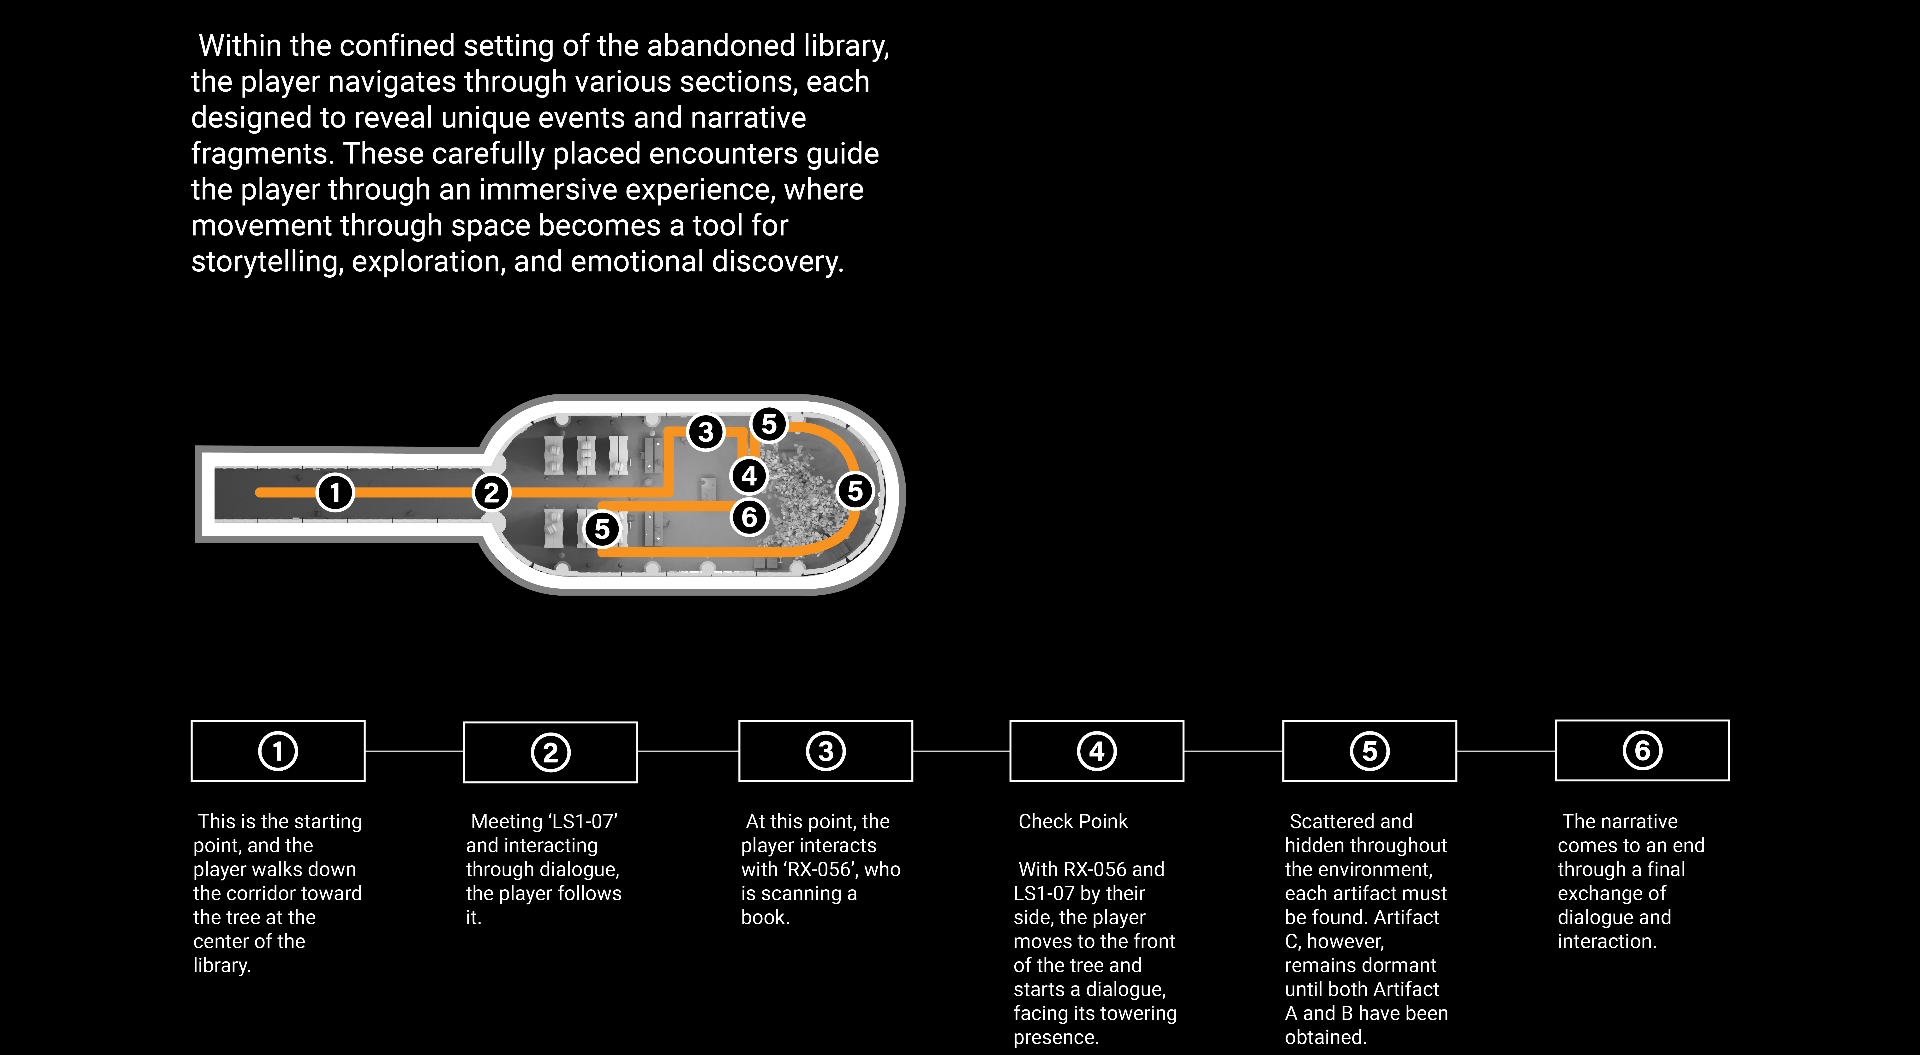 Within the confined setting of the abandoned library,
the player navigates through various sections, each
designed to reveal unique events and narrative
fragments. These carefully placed encounters guide
the player through an immersive experience, where
movement through space becomes a tool for
storytelling, exploration, and emotional discovery.
1
2
3
4
5
5
5
6
1
This is the starting
point, and the
player walks down
the corridor toward
the tree at the
center of the
library.
2
Meeting ‘LS1-07’
and interacting
through dialogue,
the player follows
it.
3
At this point, the
player interacts
with ‘RX-056’, who
is scanning a
book.
4
Check Poink
With RX-056 and
LS1-07 by their
side, the player
moves to the front
of the tree and
starts a dialogue,
facing its towering
presence.
5
Scattered and
hidden throughout
the environment,
each artifact must
be found. Artifact
C, however,
remains dormant
until both Artifact
A and B have been
obtained.
6
The narrative
comes to an end
through a final
exchange of
dialogue and
interaction.